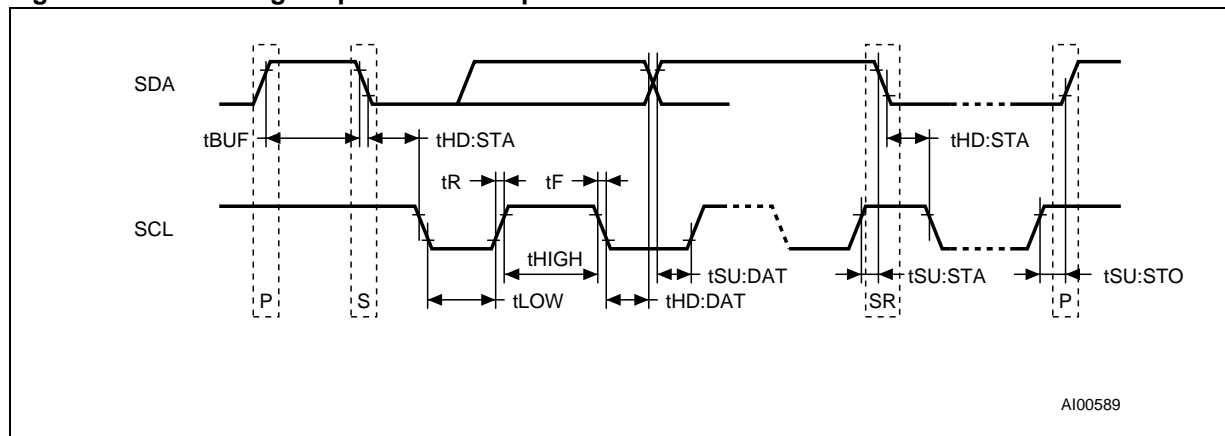 SDA
tBUF
tHD:STA
tHD:STA
tR
tF
SCL
tHIGH
tSU:DAT
tSU:STA
tSU:STO
P
S
tLOW
tHD:DAT
SR
P
AI00589